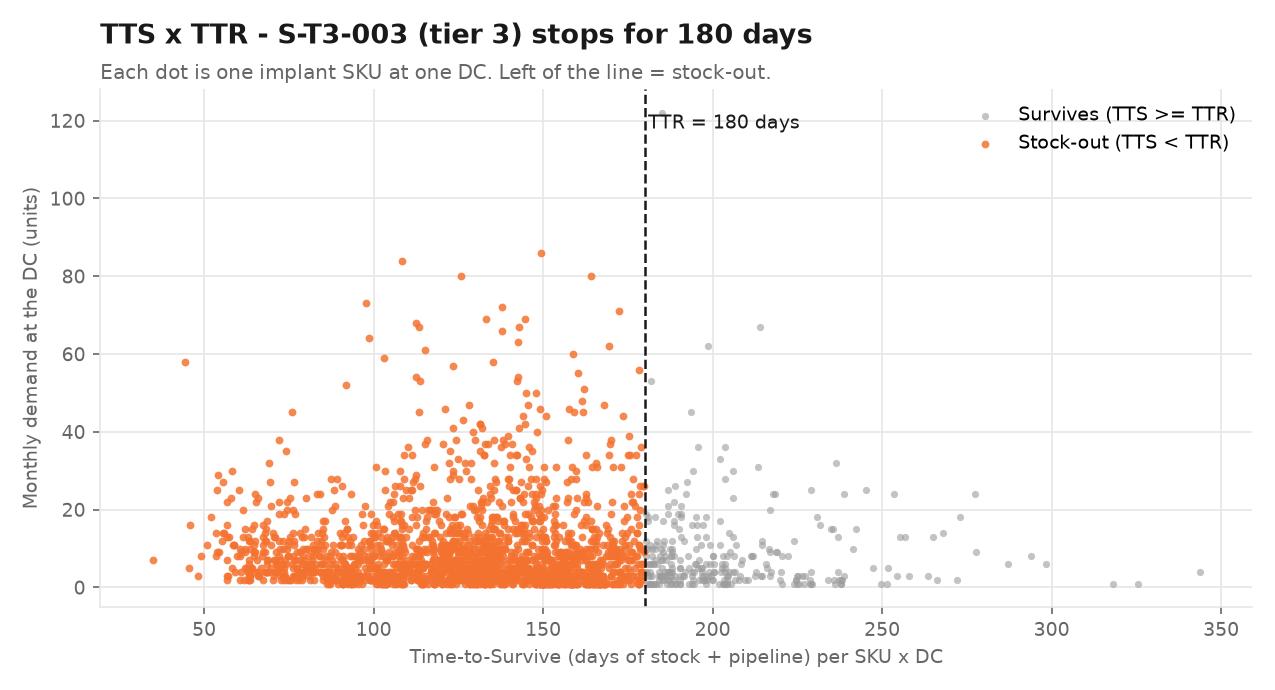 TTS x TTR - S-T3-003 (tier 3) stops for 180 days
Each dot is one implant SKU at one DC. Left of the line = stock-out.
Monthly demand at the DC (units)
120
100
80
60
40
20
0
TTR = 180 days
Survives (TTS >= TTR)
Stock-out (TTS < TTR)
50 100 150 200 250 300 350
Time-to-Survive (days of stock + pipeline) per SKU x DC